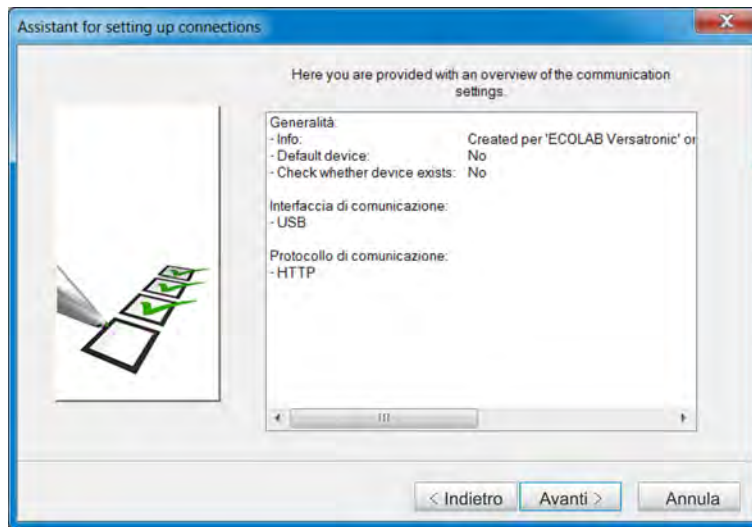 Assistant for setting up connections
Here you are provided with an overview of the communication
settings.
Generalità:
- Info: Created per 'ECOLAB Versatronic' or
- Default device: No
- Check whether device exists: No
Interfaccia di comunicazione:
- USB
Protocollo di comunicazione:
- HTTP
< Indietro
Avanti >
Annulla